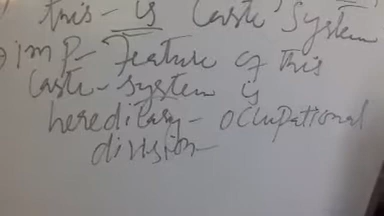 this - is Caste System
imp - Feature of this
Caste - system is
hereditary - occupational
division -